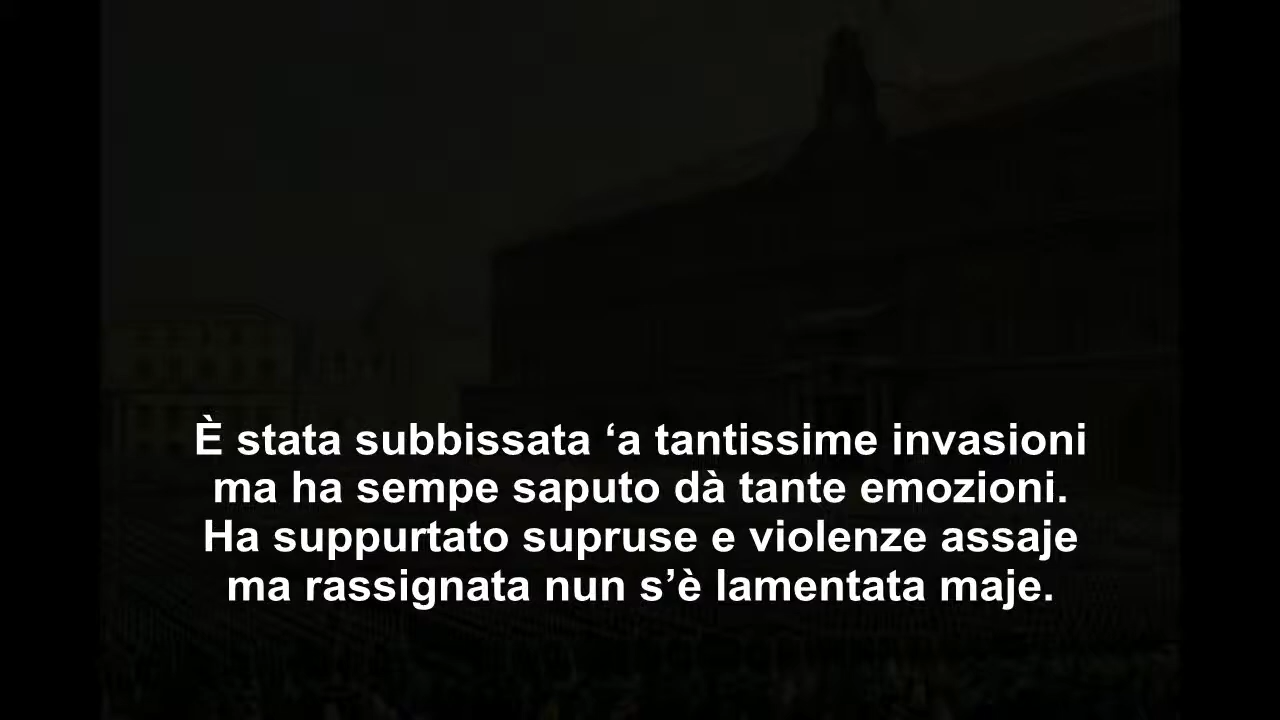 È stata subbissata ‘a tantissime invasioni
ma ha sempe saputo dà tante emozioni.
Ha suppurtato supruse e violenze assaje
ma rassignata nun s’è lamentata maje.